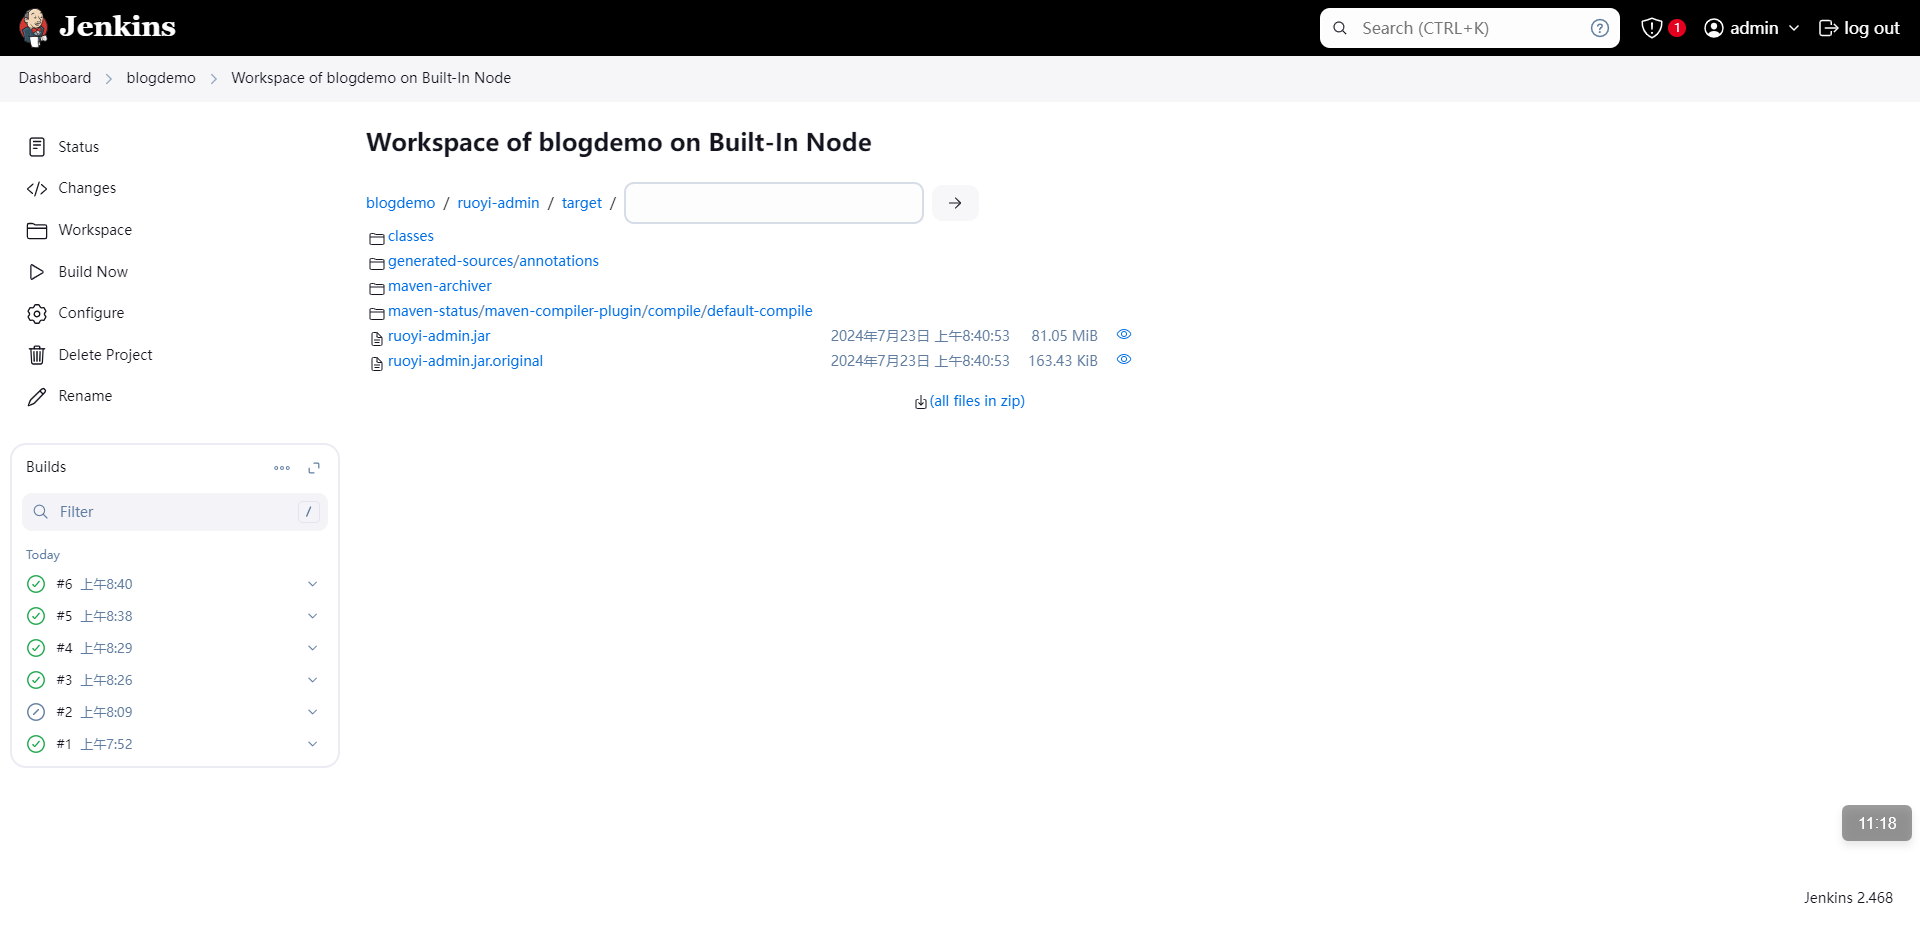 Jenkins
Search (CTRL+K)
1
admin
log out
Dashboard
blogdemo
Workspace of blogdemo on Built-In Node
Status
Changes
Workspace
Build Now
Configure
Delete Project
Rename
Builds
Filter /
Today
#6 上午8:40
#5 上午8:38
#4 上午8:29
#3 上午8:26
#2 上午8:09
#1 上午7:52
Workspace of blogdemo on Built-In Node
blogdemo / ruoyi-admin / target /
classes
generated-sources/annotations
maven-archiver
maven-status/maven-compiler-plugin/compile/default-compile
ruoyi-admin.jar 2024年7月23日 上午8:40:53 81.05 MiB
ruoyi-admin.jar.original 2024年7月23日 上午8:40:53 163.43 KiB
(all files in zip)
11:18
Jenkins 2.468